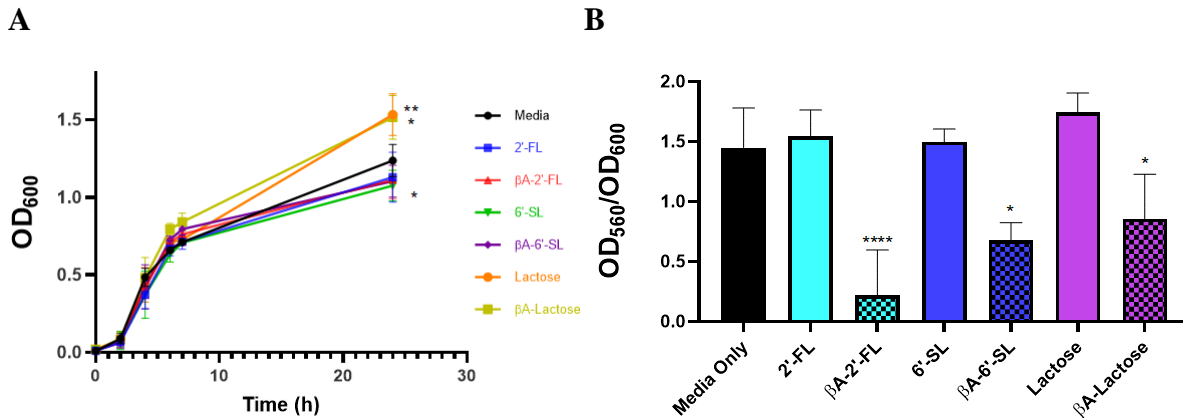 A
OD600
1.5
1.0
0.5
0.0
0
10
20
30
Time (h)
**
*
*
Media
2'-FL
βA-2'-FL
6'-SL
βA-6'-SL
Lactose
βA-Lactose
B
OD560/OD600
2.0
1.5
1.0
0.5
0.0
****
*
*
Media Only
2'-FL
βA-2'-FL
6'-SL
βA-6'-SL
Lactose
βA-Lactose